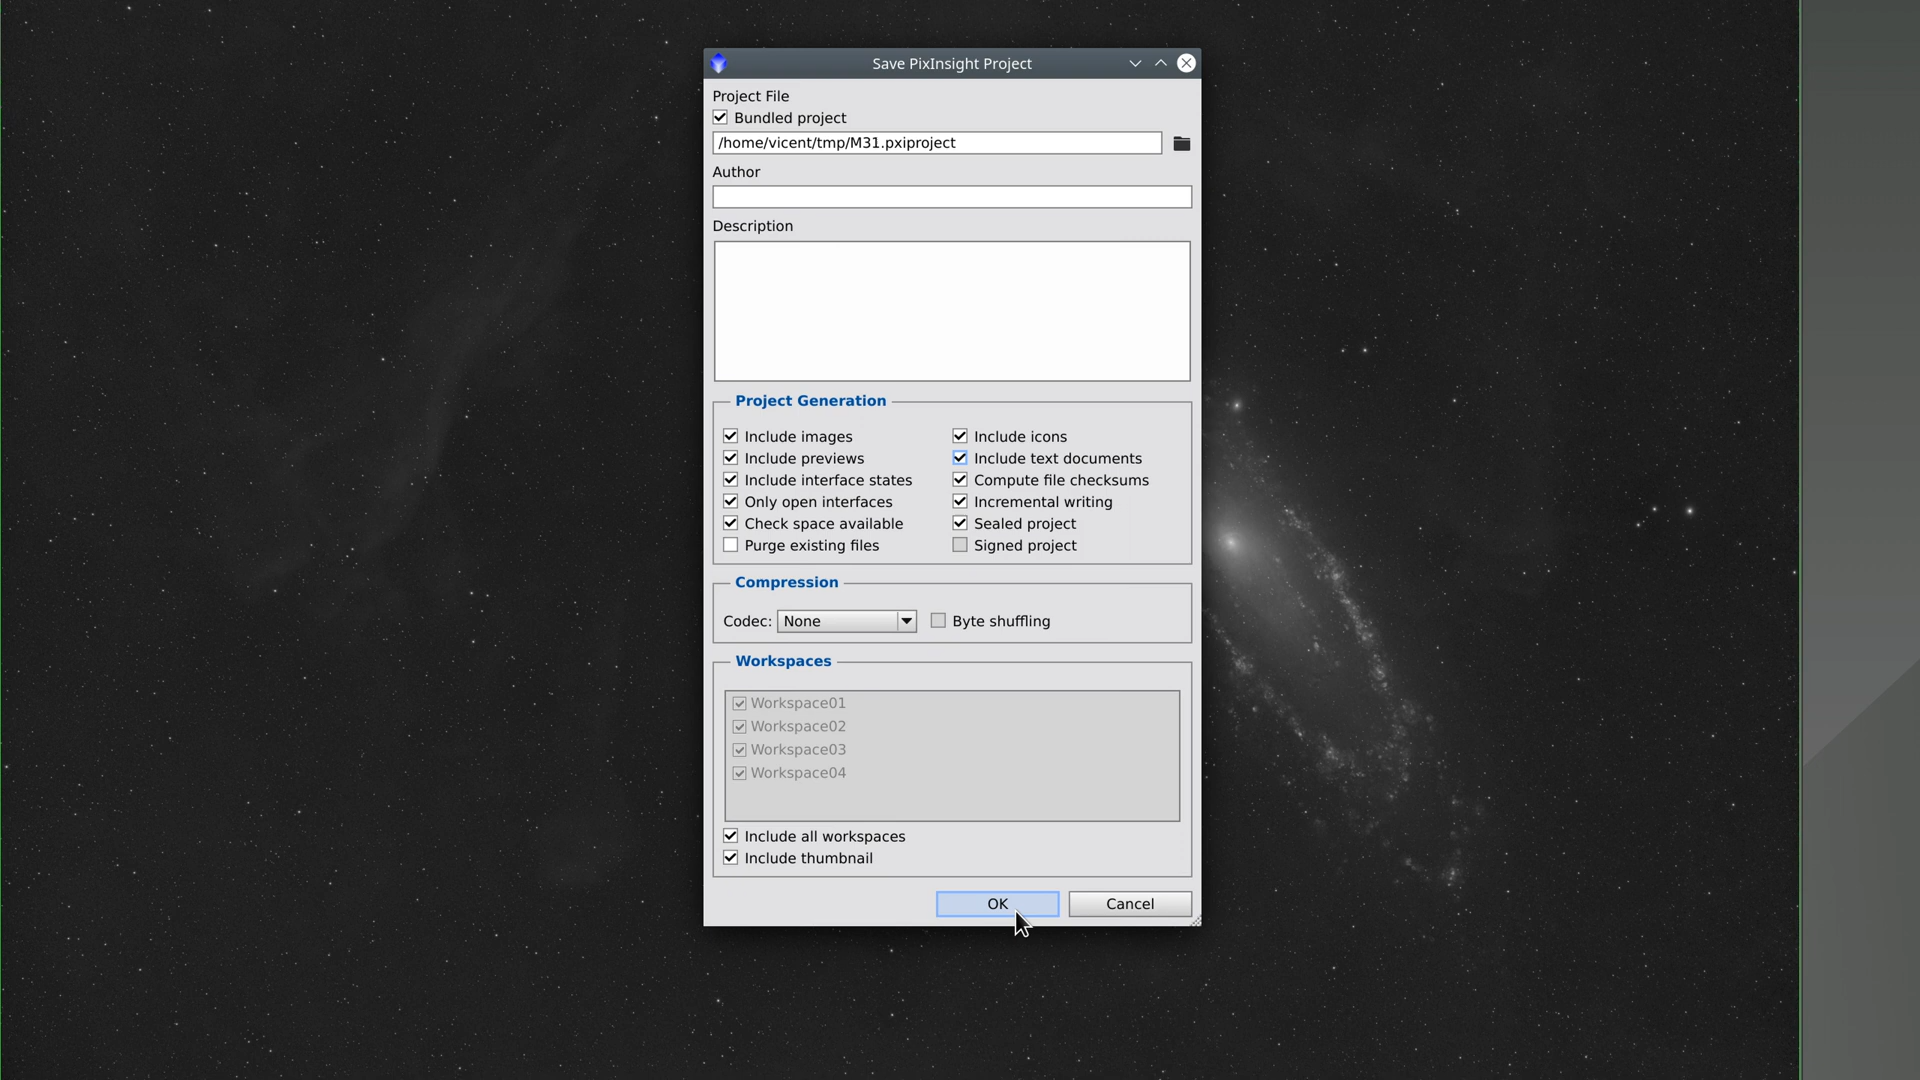 Save PixInsight Project
Project File
Bundled project
/home/vicent/tmp/M31.pxiproject
Author
Description
Project Generation
Include images
Include icons
Include previews
Include text documents
Include interface states
Compute file checksums
Only open interfaces
Incremental writing
Check space available
Sealed project
Purge existing files
Signed project
Compression
Codec: None
Byte shuffling
Workspaces
Workspace01
Workspace02
Workspace03
Workspace04
Include all workspaces
Include thumbnail
OK
Cancel